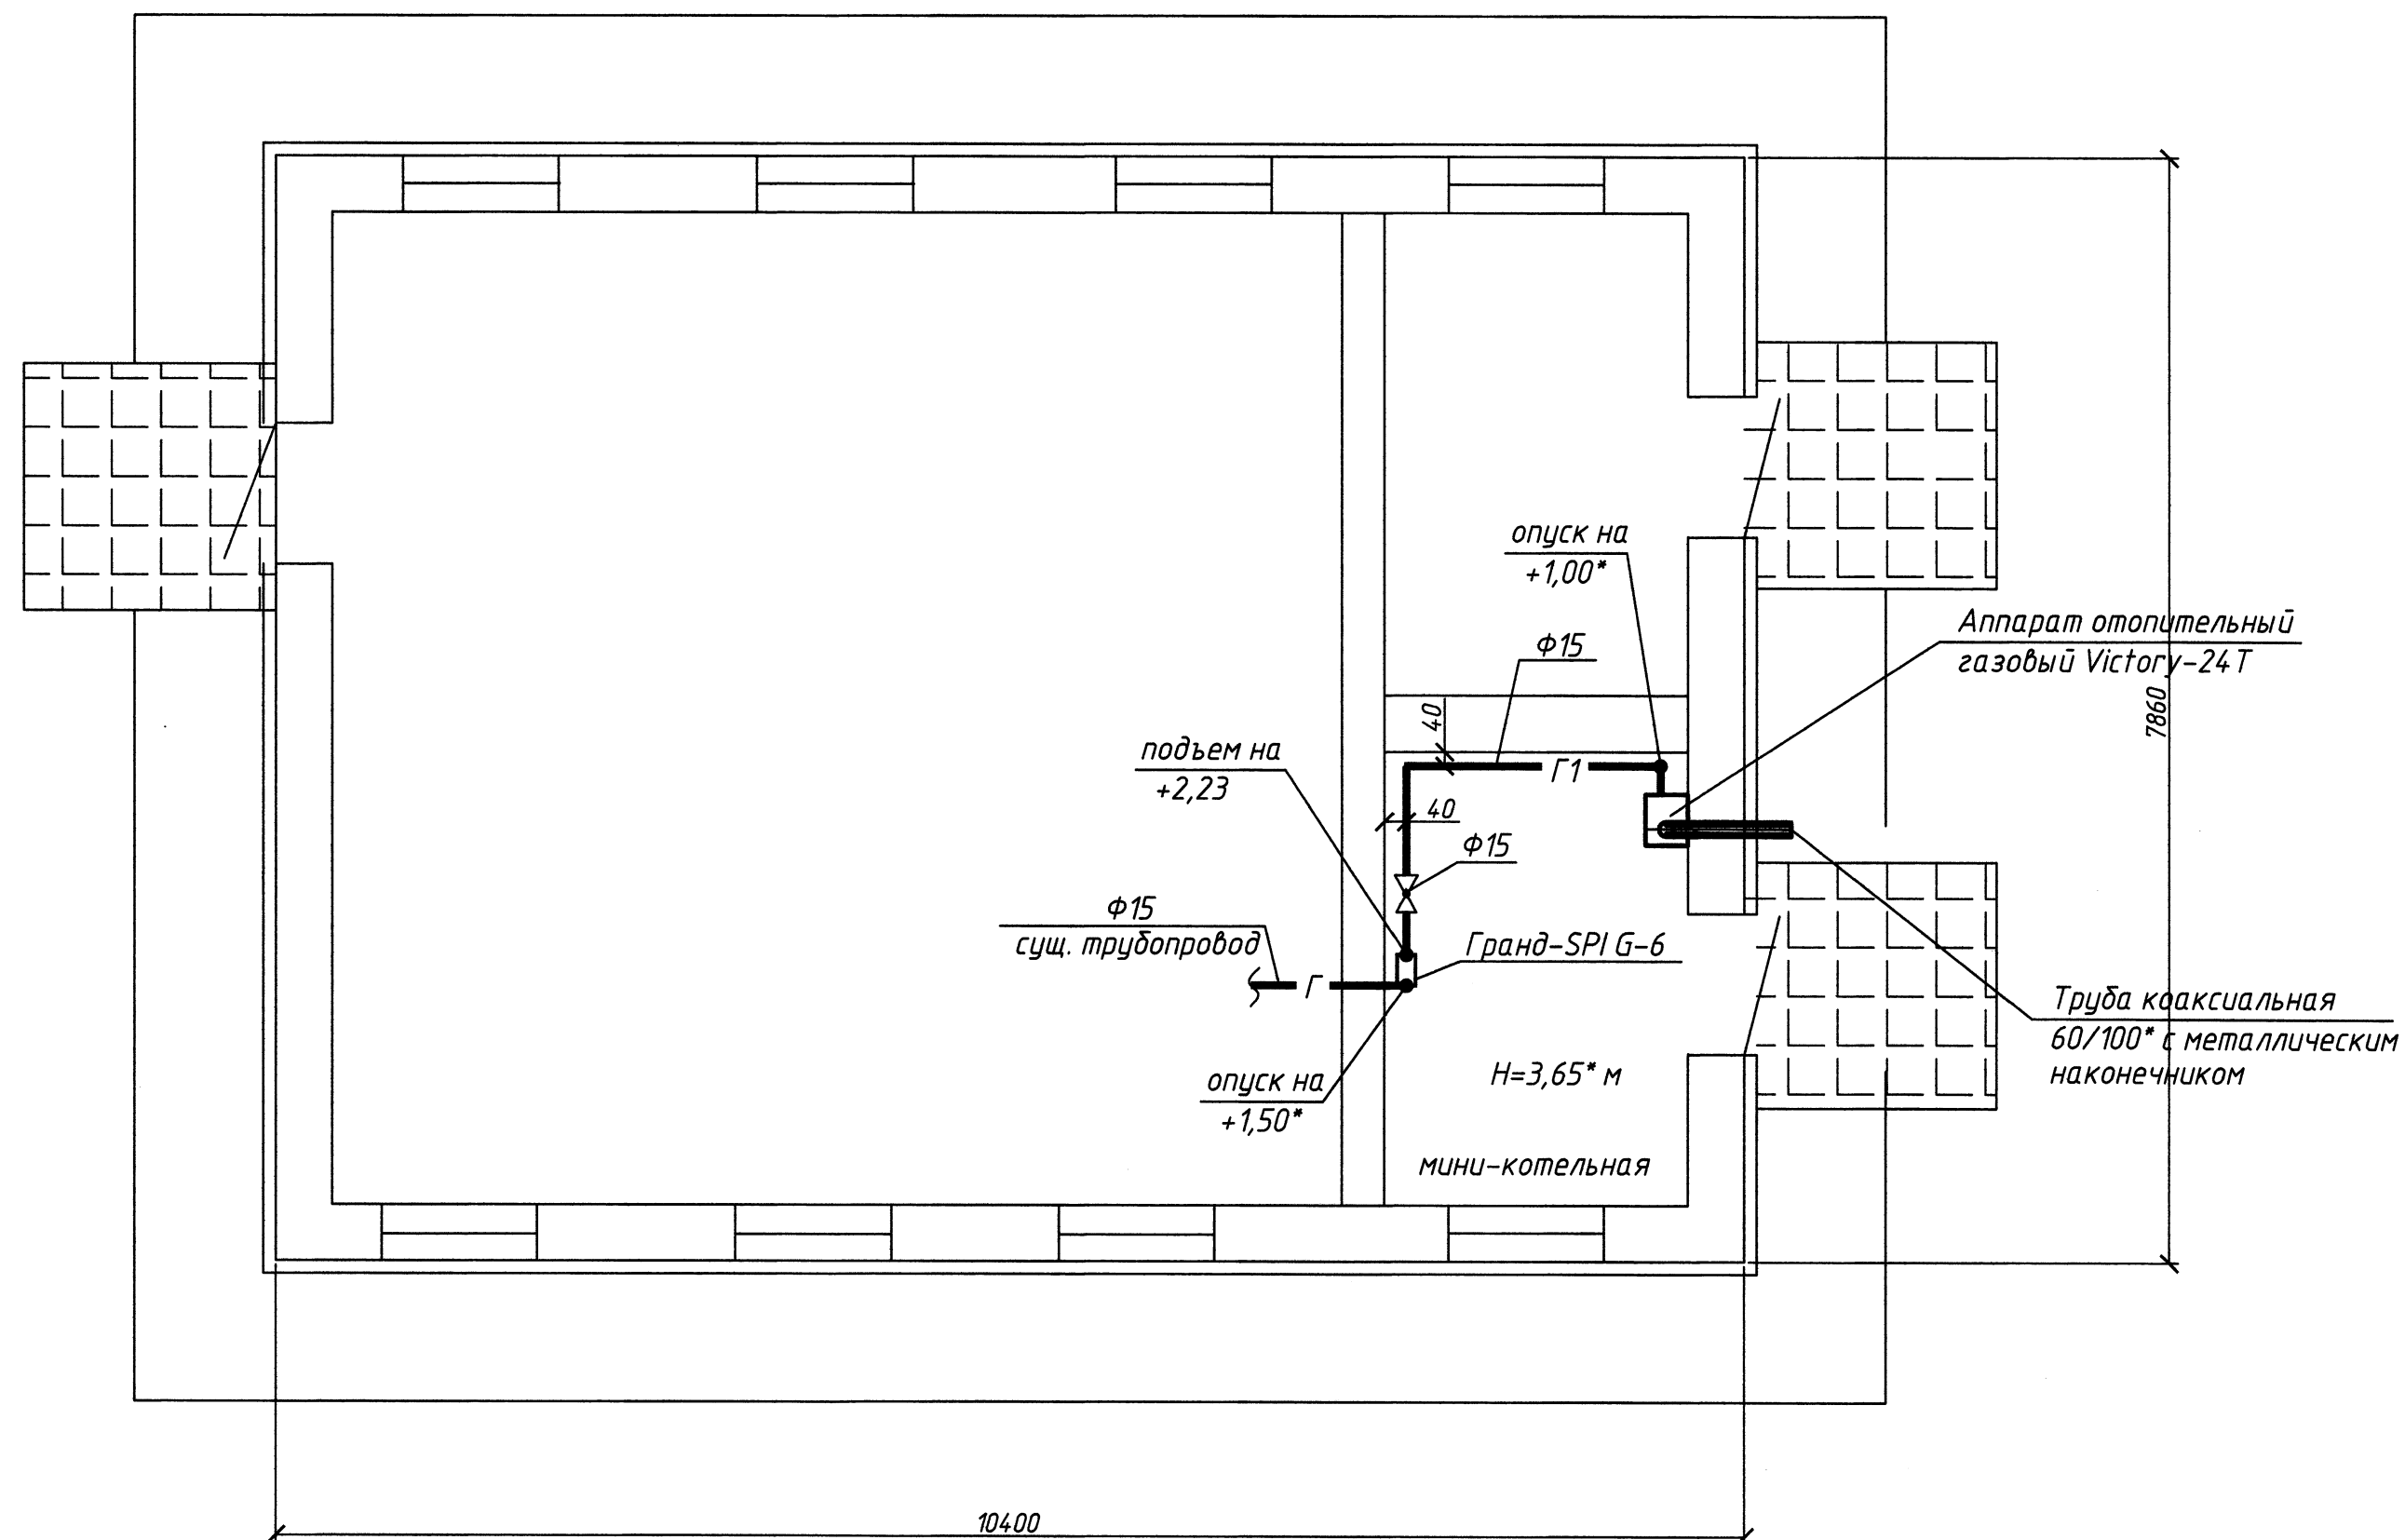 опуск на
+1,00*
Аппарат отопительный
газовый Victory-24Т
Ф15
7860
40
подъем на
+2,23
Г1
40
Ф15
Ф15
сущ. трубопровод
Гранд-SPI G-6
Г
Труба коаксиальная
60/100* с металлическим
наконечником
опуск на
+1,50*
Н=3,65* м
мини-котельная
10400